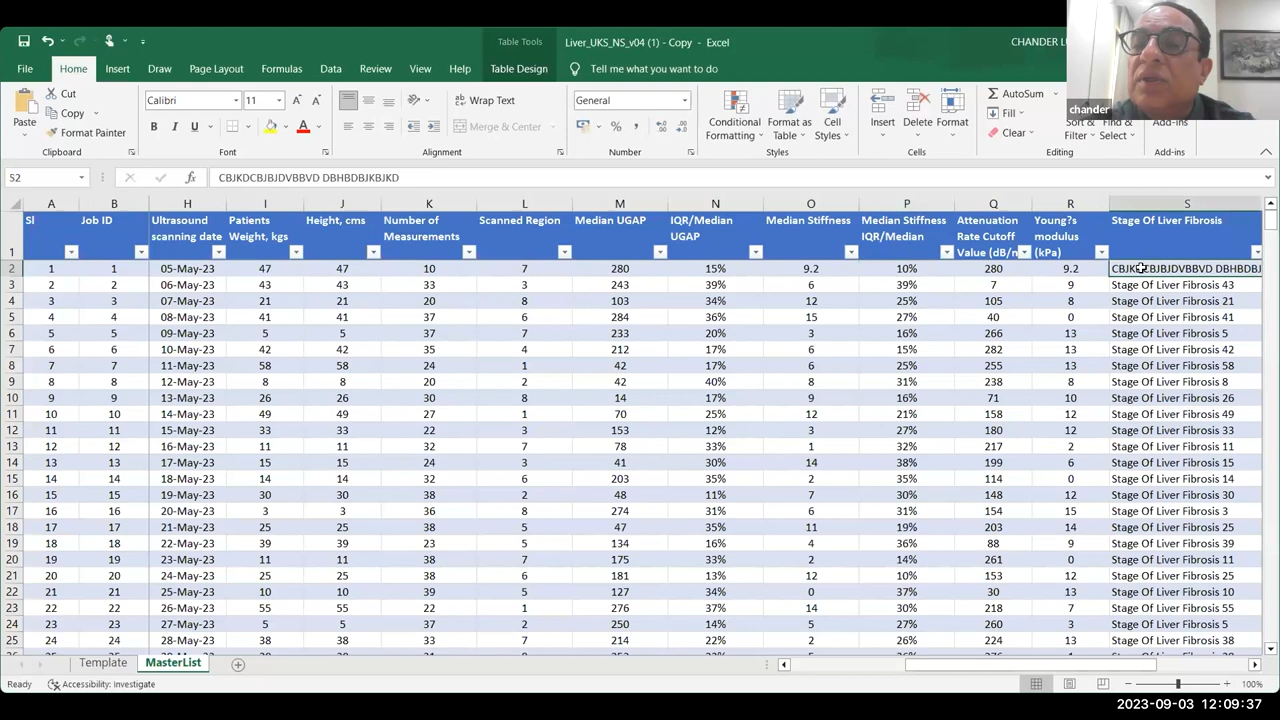 Table Tools
Liver_UKS_NS_v04 (1) - Copy - Excel
CHANDER LU
File Home Insert Draw Page Layout Formulas Data Review View Help Table Design Tell me what you want to do
chander
Paste Cut Copy Format Painter
Calibri 11
B I U
Wrap Text
Merge & Center
General
Conditional Formatting Format as Table Cell Styles
Insert Delete Format
AutoSum Fill Clear
Sort & Filter Find & Select
Add-ins
Clipboard Font Alignment Number Styles Cells Editing Add-ins
52 fx CBJKDCBJBJDVBBVD DBHBDBJKBJKD
A B H I J K L M N O P Q R S
1 Sl Job ID Ultrasound scanning date Patients Weight, kgs Height, cms Number of Measurements Scanned Region Median UGAP IQR/Median UGAP Median Stiffness Median Stiffness IQR/Median Attenuation Rate Cutoff Value (dB/n Young?s modulus (kPa) Stage Of Liver Fibrosis
2 1 1 05-May-23 47 47 10 7 280 15% 9.2 10% 280 9.2
3 2 2 06-May-23 43 43 33 3 243 39% 6 27% 7 9 Stage Of Liver Fibrosis 43
4 3 3 07-May-23 21 21 20 8 103 34% 12 25% 105 8 Stage Of Liver Fibrosis 21
5 4 4 08-May-23 41 41 37 6 284 36% 15 27% 40 0 Stage Of Liver Fibrosis 41
6 5 5 09-May-23 5 5 37 7 233 20% 3 16% 266 13 Stage Of Liver Fibrosis 5
7 6 6 10-May-23 42 42 35 4 212 17% 6 15% 282 13 Stage Of Liver Fibrosis 42
8 7 7 11-May-23 58 58 24 1 42 17% 6 25% 255 13 Stage Of Liver Fibrosis 58
9 8 8 12-May-23 8 8 20 2 42 40% 8 31% 238 8 Stage Of Liver Fibrosis 8
10 9 9 13-May-23 26 26 30 8 14 17% 9 16% 71 10 Stage Of Liver Fibrosis 26
11 10 10 14-May-23 49 49 27 1 70 25% 12 21% 158 12 Stage Of Liver Fibrosis 49
12 11 11 15-May-23 33 33 22 3 153 12% 3 27% 180 12 Stage Of Liver Fibrosis 33
13 12 12 16-May-23 11 11 32 7 78 33% 1 32% 217 2 Stage Of Liver Fibrosis 11
14 13 13 17-May-23 15 15 24 3 41 30% 14 38% 199 6 Stage Of Liver Fibrosis 15
15 14 14 18-May-23 14 14 32 6 203 35% 2 35% 114 0 Stage Of Liver Fibrosis 14
16 15 15 19-May-23 30 30 38 2 48 11% 7 30% 148 12 Stage Of Liver Fibrosis 30
17 16 16 20-May-23 3 3 36 8 274 31% 6 31% 154 15 Stage Of Liver Fibrosis 3
18 17 17 21-May-23 25 25 38 5 47 35% 11 19% 203 14 Stage Of Liver Fibrosis 25
19 18 18 22-May-23 39 39 23 4 134 16% 4 36% 88 9 Stage Of Liver Fibrosis 39
20 19 19 23-May-23 11 11 38 7 175 33% 2 14% 261 0 Stage Of Liver Fibrosis 11
21 20 20 24-May-23 25 25 38 6 181 13% 12 10% 153 12 Stage Of Liver Fibrosis 25
22 21 21 25-May-23 10 10 39 5 127 34% 0 37% 30 13 Stage Of Liver Fibrosis 10
23 22 22 26-May-23 55 55 22 1 276 37% 14 30% 218 7 Stage Of Liver Fibrosis 55
24 23 23 27-May-23 5 5 37 2 250 14% 5 27% 260 3 Stage Of Liver Fibrosis 5
25 24 24 28-May-23 38 38 33 7 214 22% 2 26% 224 13 Stage Of Liver Fibrosis 38
Template MasterList
Ready Accessibility: Investigate 100%
2023-09-03 12:09:37